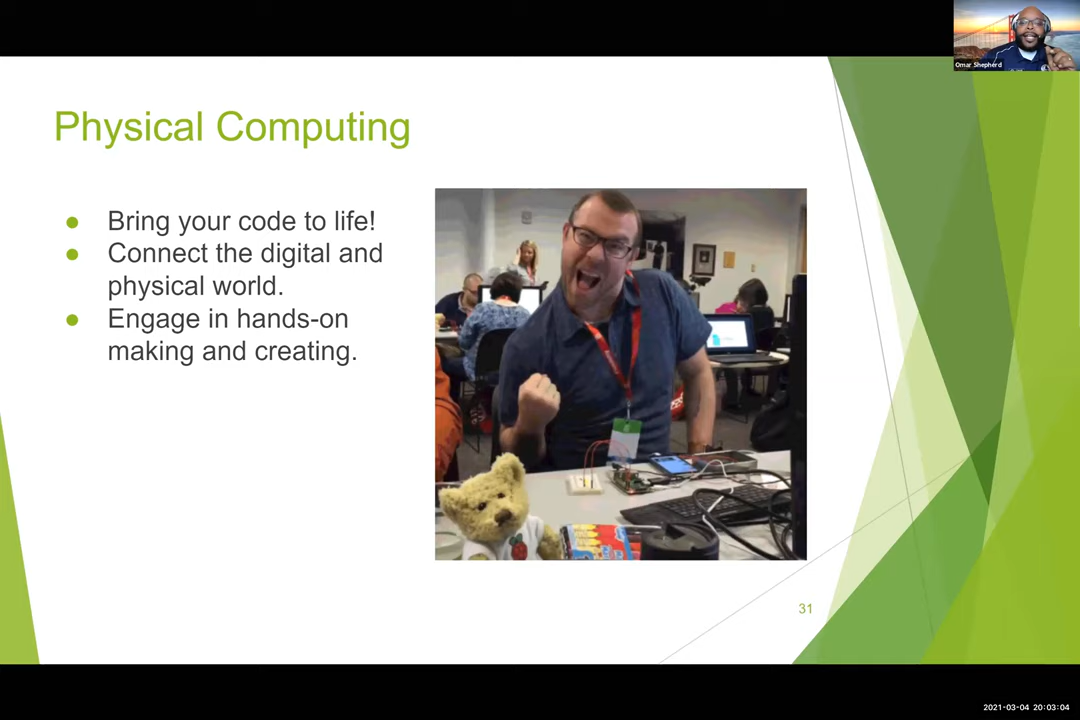 Omar Shepherd
Physical Computing
● Bring your code to life!
● Connect the digital and
physical world.
● Engage in hands-on
making and creating.
31
2021-03-04 20:03:04